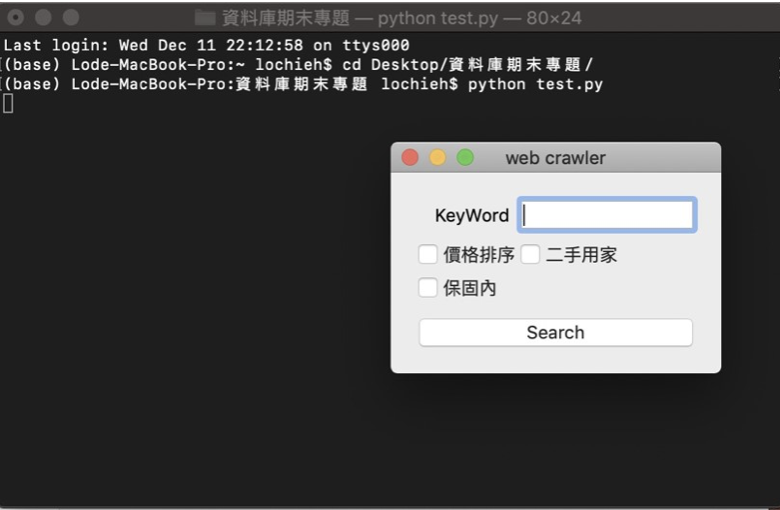 資料庫期末專題 — python test.py — 80×24
Last login: Wed Dec 11 22:12:58 on ttys000
(base) Lode-MacBook-Pro:~ lochieh$ cd Desktop/資料庫期末專題/
(base) Lode-MacBook-Pro:資料庫期末專題 lochieh$ python test.py
web crawler
KeyWord
價格排序 二手用家
保固內
Search